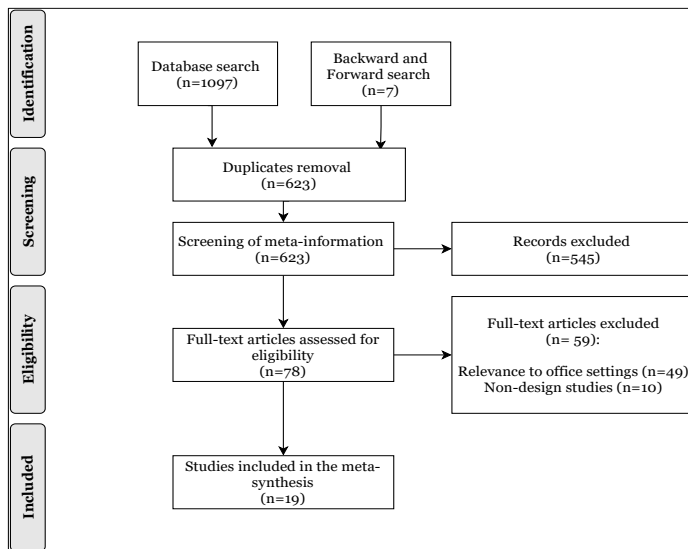 Identification
Database search
(n=1097)
Backward and
Forward search
(n=7)
Screening
Duplicates removal
(n=623)
Screening of meta-information
(n=623)
Records excluded
(n=545)
Eligibility
Full-text articles assessed for
eligibility
(n=78)
Full-text articles excluded
(n= 59):
Relevance to office settings (n=49)
Non-design studies (n=10)
Included
Studies included in the meta-
synthesis
(n=19)